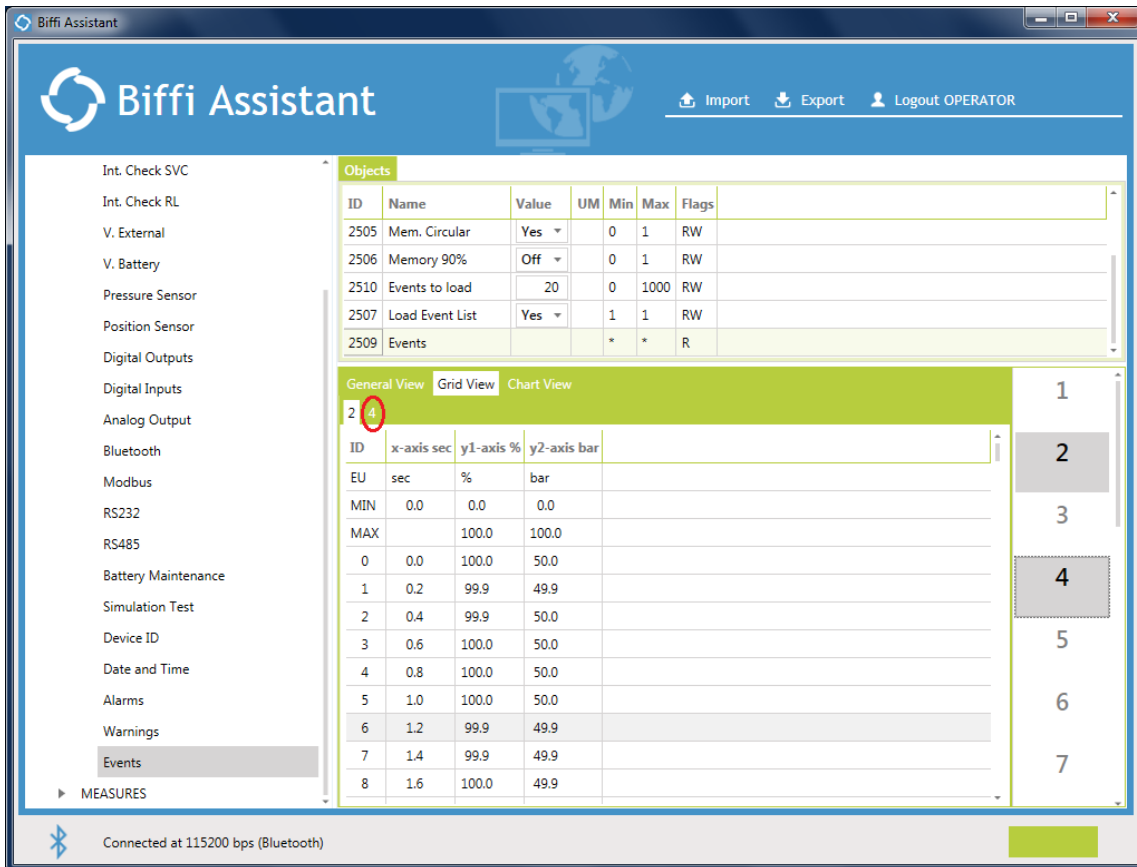 Biffi Assistant
Biffi Assistant
Import Export Logout OPERATOR
Int. Check SVC
Int. Check RL
V. External
V. Battery
Pressure Sensor
Position Sensor
Digital Outputs
Digital Inputs
Analog Output
Bluetooth
Modbus
RS232
RS485
Battery Maintenance
Simulation Test
Device ID
Date and Time
Alarms
Warnings
Events
MEASURES
Objects
ID Name Value UM Min Max Flags
2505 Mem. Circular Yes 0 1 RW
2506 Memory 90% Off 0 1 RW
2510 Events to load 20 0 1000 RW
2507 Load Event List Yes 1 1 RW
2509 Events * * R
General View Grid View Chart View
2 4
ID x-axis sec y1-axis % y2-axis bar
EU sec % bar
MIN 0.0 0.0 0.0
MAX 100.0 100.0
0 0.0 100.0 50.0
1 0.2 99.9 49.9
2 0.4 99.9 50.0
3 0.6 100.0 50.0
4 0.8 100.0 50.0
5 1.0 100.0 50.0
6 1.2 99.9 49.9
7 1.4 99.9 49.9
8 1.6 100.0 49.9
1
2
3
4
5
6
7
Connected at 115200 bps (Bluetooth)